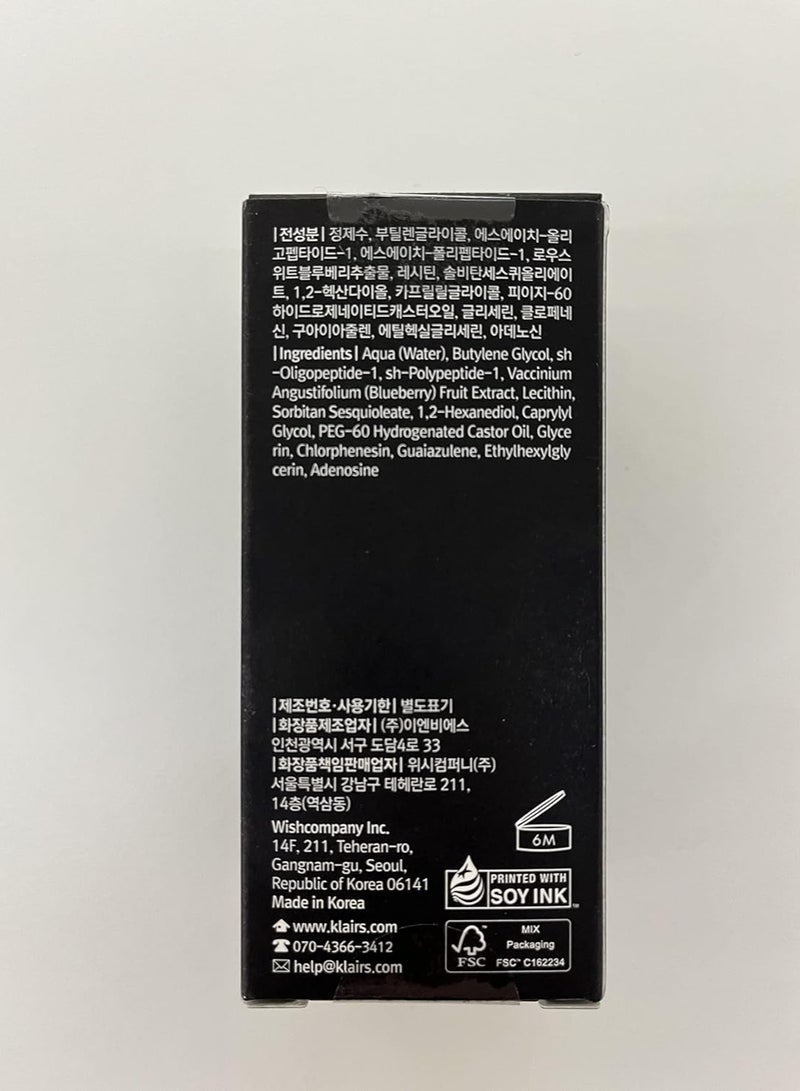 |전성분| 정제수, 부틸렌글라이콜, 에스에이치-올리
고펩타이드-1, 에스에이치-폴리펩타이드-1, 로우스
위트블루베리추출물, 레시틴, 솔비탄세스퀴올리에이
트, 1,2-헥산다이올, 카프릴릴글라이콜, 피이지-60
하이드로제네이티드캐스터오일, 글리세린, 클로페네
신, 구아이아줄렌, 에틸헥실글리세린, 아데노신
|Ingredients| Aqua (Water), Butylene Glycol, sh
-Oligopeptide-1, sh-Polypeptide-1, Vaccinium
Angustifolium (Blueberry) Fruit Extract, Lecithin,
Sorbitan Sesquioleate, 1,2-Hexanediol, Caprylyl
Glycol, PEG-60 Hydrogenated Castor Oil, Glyce
rin, Chlorphenesin, Guaiazulene, Ethylhexylgly
cerin, Adenosine
|제조번호·사용기한| 별도표기
|화장품제조업자| (주)이엔비에스
인천광역시 서구 도담4로 33
|화장품책임판매업자| 위시컴퍼니(주)
서울특별시 강남구 테헤란로 211,
14층(역삼동)
Wishcompany Inc.
14F, 211, Teheran-ro,
Gangnam-gu, Seoul,
Republic of Korea 06141
Made in Korea
www.klairs.com
070-4366-3412
help@klairs.com
6M
PRINTED WITH
SOY INK™
FSC™
MIX
Packaging
FSC™ C162234